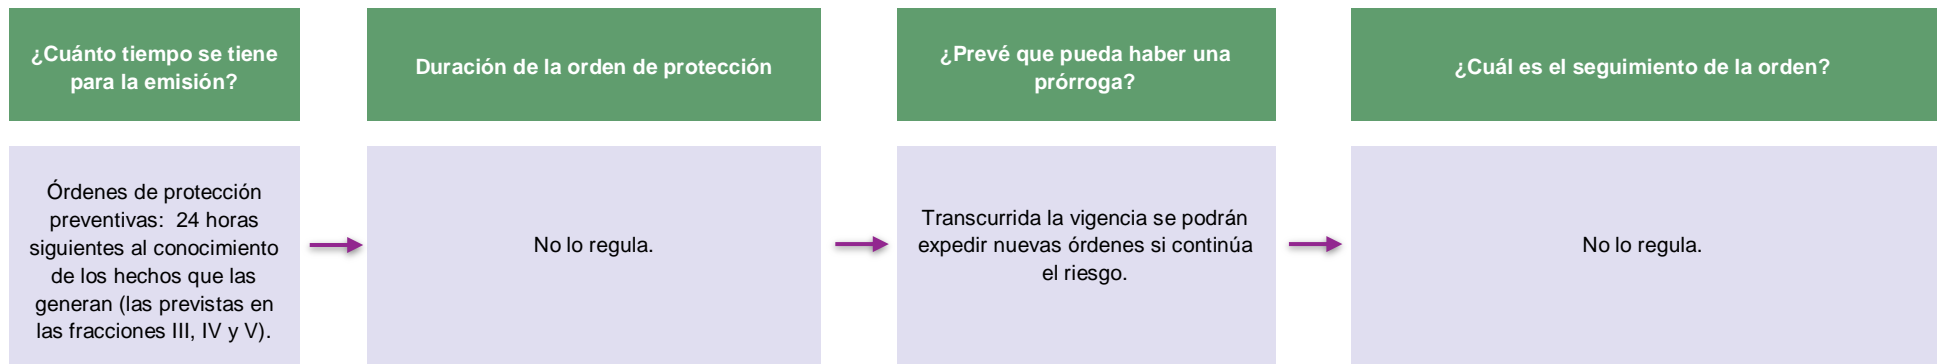 ¿Cuánto tiempo se tiene
para la emisión?
Duración de la orden de protección
¿Prevé que pueda haber una
prórroga?
¿Cuál es el seguimiento de la orden?
Órdenes de protección
preventivas:  24 horas
siguientes al conocimiento
de los hechos que las
generan (las previstas en
las fracciones III, IV y V).
No lo regula.
Transcurrida la vigencia se podrán
expedir nuevas órdenes si continúa
el riesgo.
No lo regula.